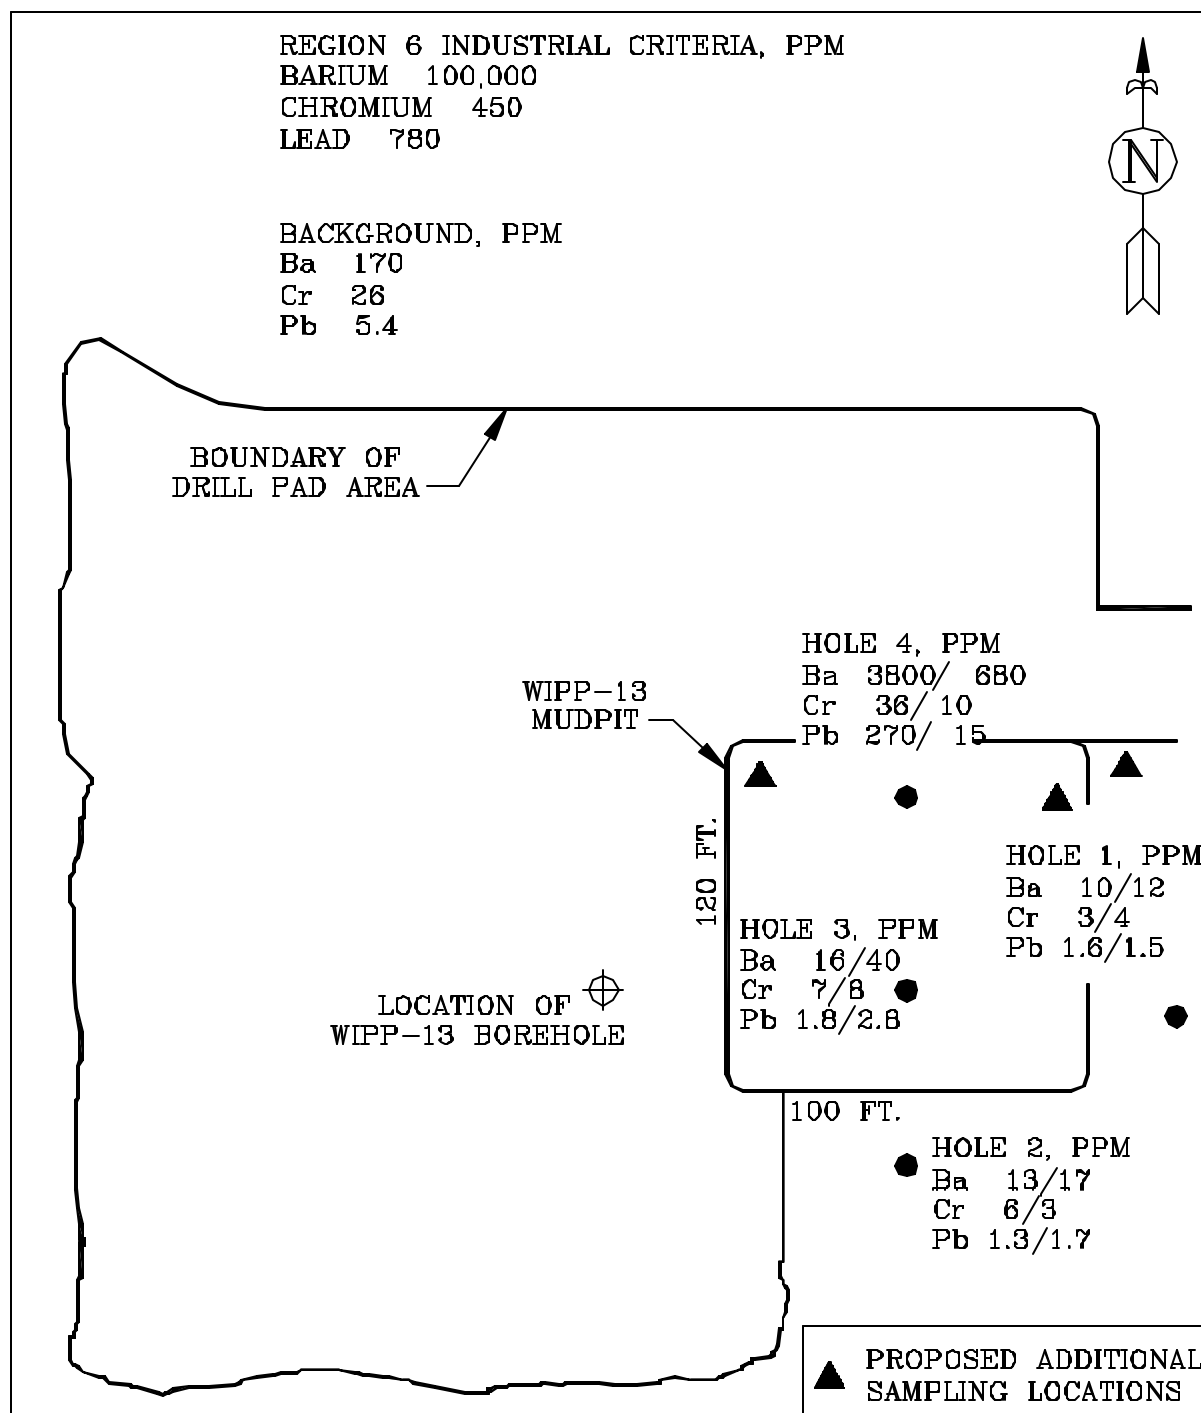 REGION 6 INDUSTRIAL CRITERIA, PPM
BARIUM 100,000
CHROMIUM 450
LEAD 780
N
BACKGROUND, PPM
Ba 170
Cr 26
Pb 5.4
BOUNDARY OF
DRILL PAD AREA
HOLE 4, PPM
Ba 3800/ 680
Cr 36/ 10
Pb 270/ 15
WIPP-13
MUDPIT
120 FT.
HOLE 1, PPM
Ba 10/12
Cr 3/4
Pb 1.6/1.5
HOLE 3, PPM
Ba 16/40
Cr 7/8
Pb 1.8/2.8
LOCATION OF
WIPP-13 BOREHOLE
100 FT.
HOLE 2, PPM
Ba 13/17
Cr 6/3
Pb 1.3/1.7
PROPOSED ADDITIONAL
SAMPLING LOCATIONS